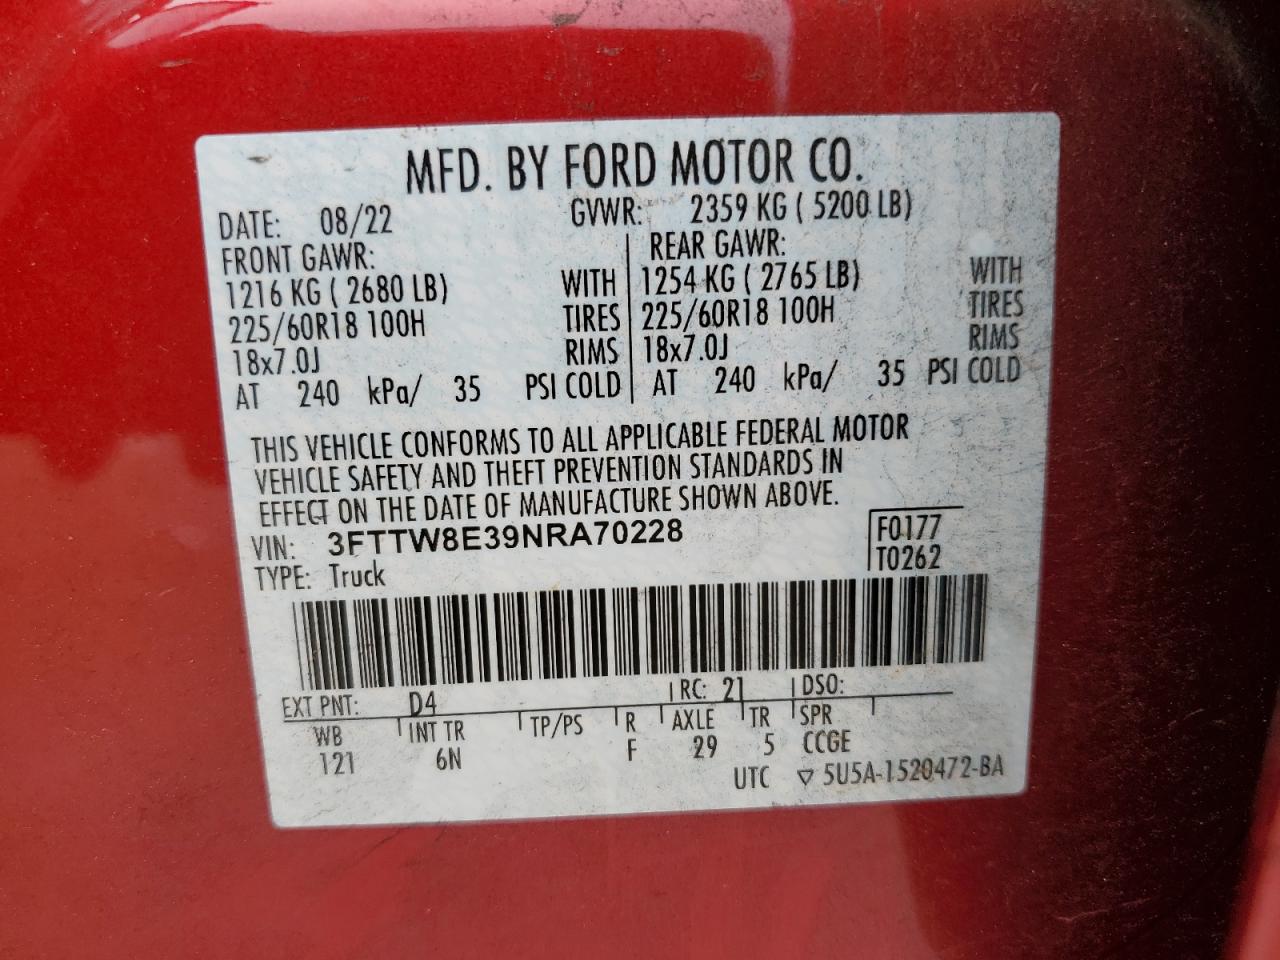 MFD. BY FORD MOTOR CO.
DATE: 08/22 GVWR: 2359 KG ( 5200 LB)
FRONT GAWR: REAR GAWR:
1216 KG ( 2680 LB) WITH 1254 KG ( 2765 LB) WITH
225/60R18 100H TIRES 225/60R18 100H TIRES
18x7.0J RIMS 18x7.0J RIMS
AT 240 kPa/ 35 PSI COLD AT 240 kPa/ 35 PSI COLD
THIS VEHICLE CONFORMS TO ALL APPLICABLE FEDERAL MOTOR
VEHICLE SAFETY AND THEFT PREVENTION STANDARDS IN
EFFECT ON THE DATE OF MANUFACTURE SHOWN ABOVE.
VIN: 3FTTW8E39NRA70228 F0177
TYPE: Truck T0262
EXT PNT: D4 RC: 21 DSO:
WB INT TR TP/PS R AXLE TR SPR
121 6N F 29 5 CCGE
UTC ▽ 5U5A-1520472-BA